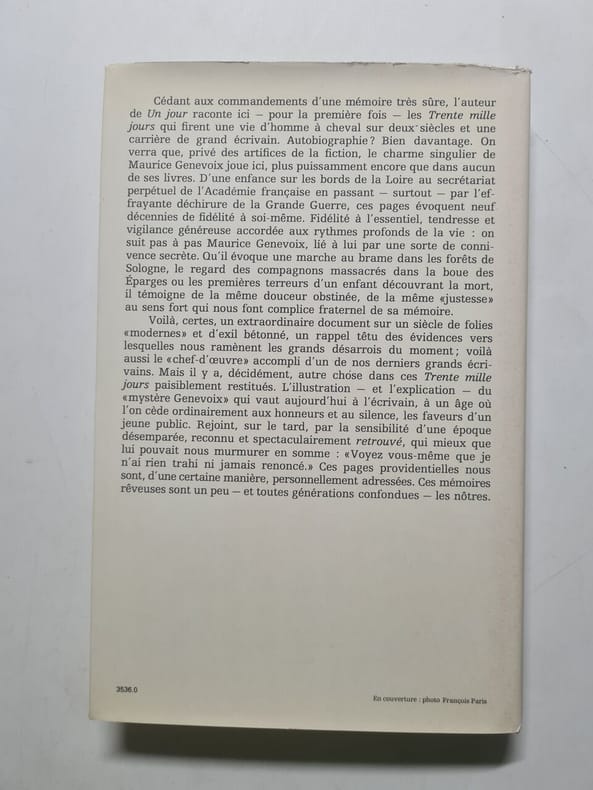 Cédant aux commandements d'une mémoire très sûre, l'auteur
de Un jour raconte ici — pour la première fois — les Trente mille
jours qui firent une vie d'homme à cheval sur deux siècles et une
carrière de grand écrivain. Autobiographie? Bien davantage. On
verra que, privé des artifices de la fiction, le charme singulier de
Maurice Genevoix joue ici, plus puissamment encore que dans aucun
de ses livres. D'une enfance sur les bords de la Loire au secrétariat
perpétuel de l'Académie française en passant — surtout — par l'ef-
frayante déchirure de la Grande Guerre, ces pages évoquent neuf
décennies de fidélité à soi-même. Fidélité à l'essentiel, tendresse et
vigilance généreuse accordée aux rythmes profonds de la vie : on
suit pas à pas Maurice Genevoix, lié à lui par une sorte de conni-
vence secrète. Qu'il évoque une marche au brame dans les forêts de
Sologne, le regard des compagnons massacrés dans la boue des
Éparges ou les premières terreurs d'un enfant découvrant la mort,
il témoigne de la même douceur obstinée, de la même «justesse»
au sens fort qui nous font complice fraternel de sa mémoire.
Voilà, certes, un extraordinaire document sur un siècle de folies
«modernes» et d'exil bétonné, un rappel têtu des évidences vers
lesquelles nous ramènent les grands désarrois du moment; voilà
aussi le «chef-d'œuvre» accompli d'un de nos derniers grands écri-
vains. Mais il y a, décidément, autre chose dans ces Trente mille
jours paisiblement restitués. L'illustration — et l'explication — du
«mystère Genevoix» qui vaut aujourd'hui à l'écrivain, à un âge où
l'on cède ordinairement aux honneurs et au silence, les faveurs d'un
jeune public. Rejoint, sur le tard, par la sensibilité d'une époque
désemparée, reconnu et spectaculairement retrouvé, qui mieux que
lui pouvait nous murmurer en somme : «Voyez vous-même que je
n'ai rien trahi ni jamais renoncé.» Ces pages providentielles nous
sont, d'une certaine manière, personnellement adressées. Ces mémoires
rêveuses sont un peu — et toutes générations confondues — les nôtres.
3536.0
En couverture : photo François Paris